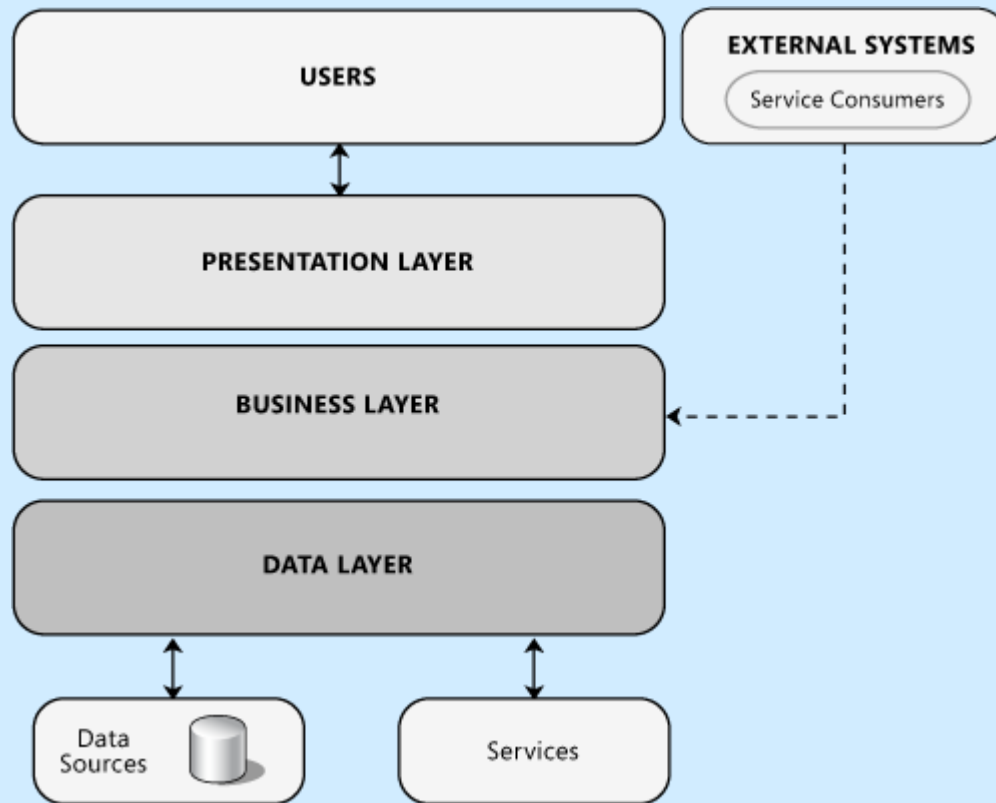 USERS
EXTERNAL SYSTEMS
Service Consumers
PRESENTATION LAYER
BUSINESS LAYER
DATA LAYER
Data
Sources
Services